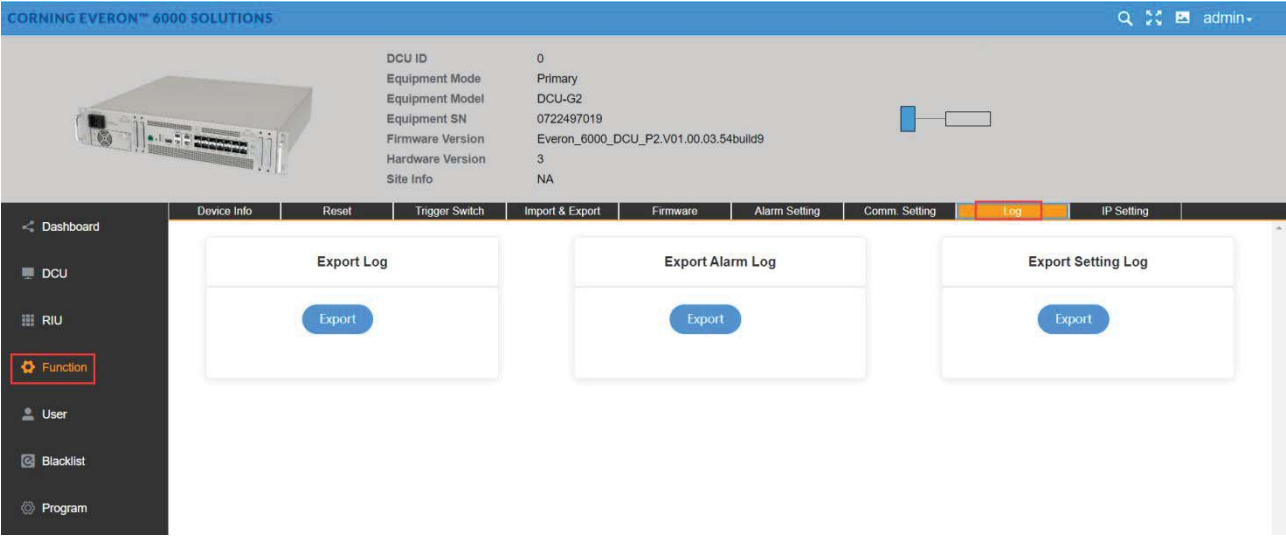 CORNING EVERON™ 6000 SOLUTIONS
admin
DCU ID 0
Equipment Mode Primary
Equipment Model DCU-G2
Equipment SN 0722497019
Firmware Version Everon_6000_DCU_P2.V01.00.03.54build9
Hardware Version 3
Site Info NA
Device Info Reset Trigger Switch Import & Export Firmware Alarm Setting Comm. Setting Log IP Setting
Dashboard
DCU
RIU
Function
User
Blacklist
Program
Export Log Export Alarm Log Export Setting Log
Export Export Export